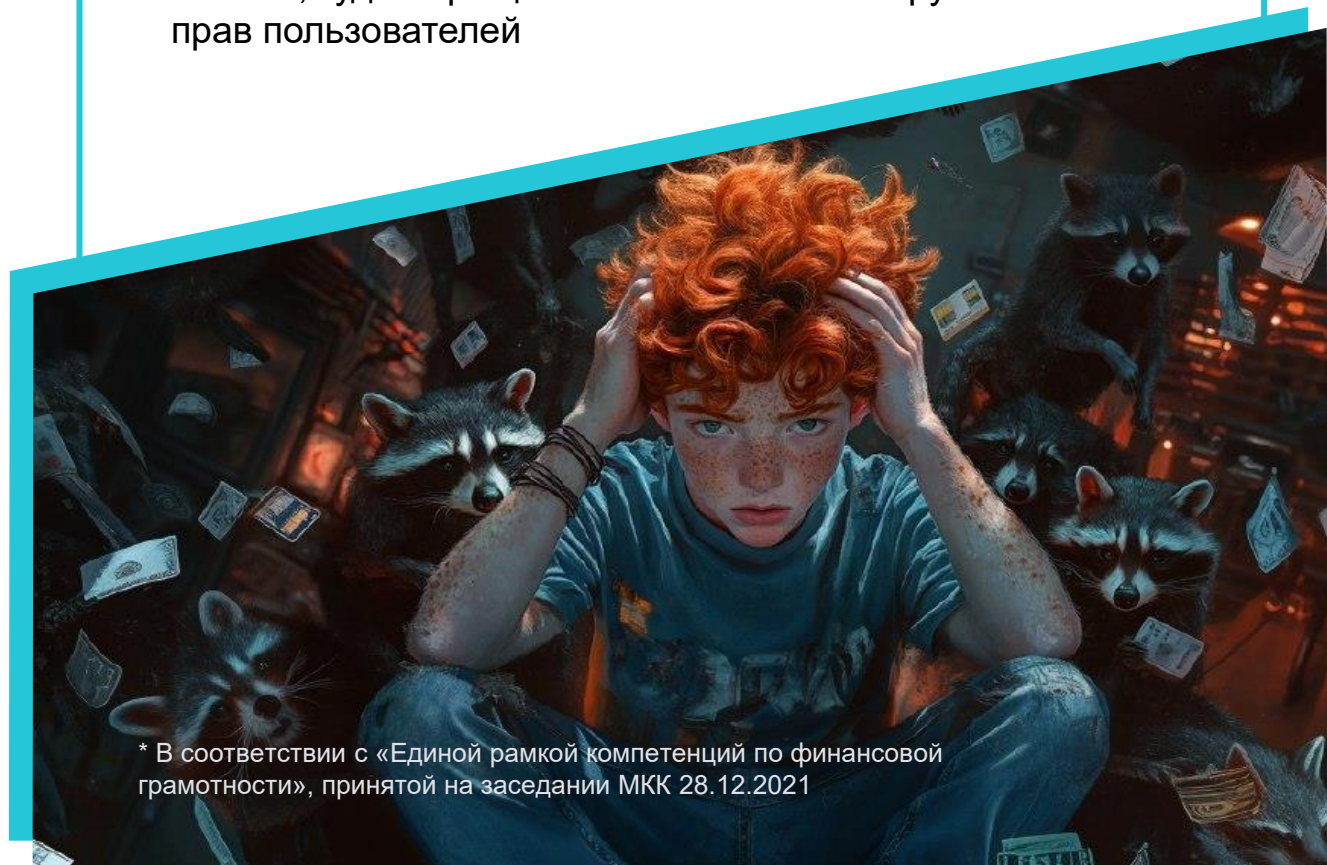 прав пользователей
* В соответствии с «Единой рамкой компетенций по финансовой
грамотности», принятой на заседании МКК 28.12.2021